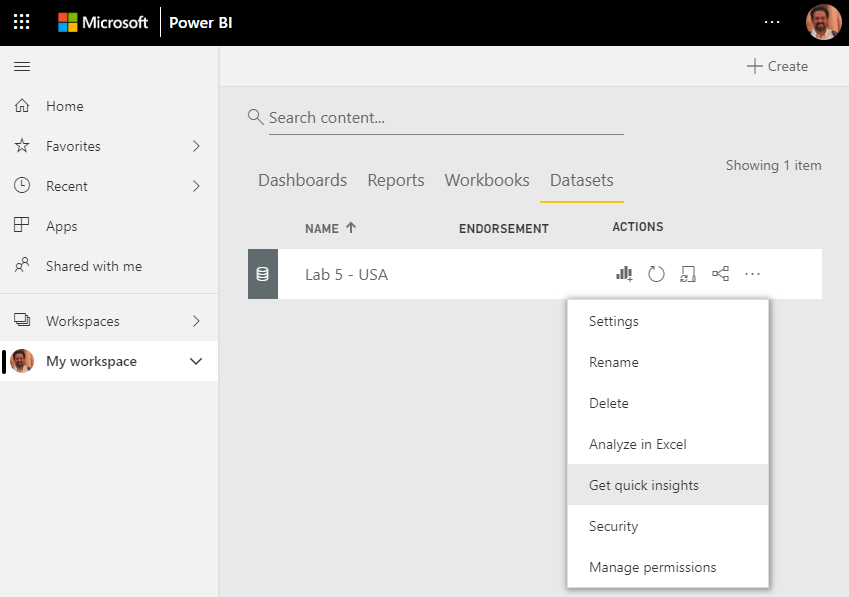 Microsoft Power BI
...
Create
Home
Favorites
Recent
Apps
Shared with me
Workspaces
My workspace
Search content...
Showing 1 item
Dashboards Reports Workbooks Datasets
NAME ENDORSEMENT ACTIONS
Lab 5 - USA
...
Settings
Rename
Delete
Analyze in Excel
Get quick insights
Security
Manage permissions